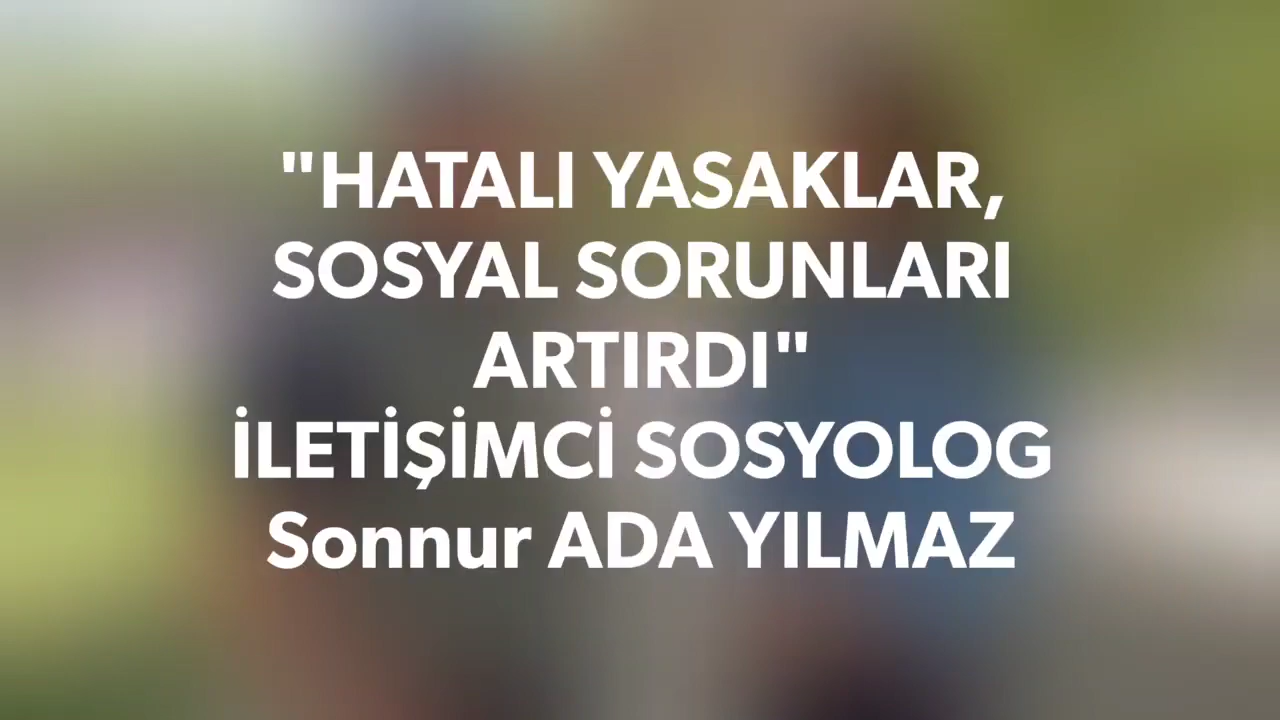 "HATALI YASAKLAR,
SOSYAL SORUNLARI
ARTIRDI"
İLETİŞİMCİ SOSYOLOG
Sonnur ADA YILMAZ